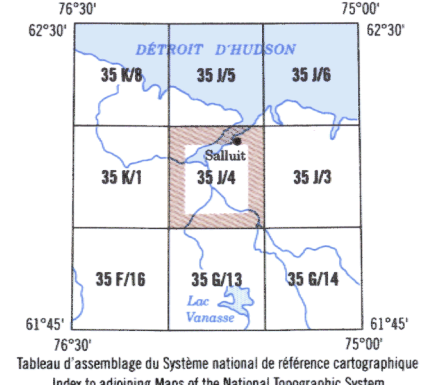 76°30′ 75°00′
62°30′ 62°30′
DÉTROIT D'HUDSON
35 K/8 35 J/5 35 J/6
Salluit
35 K/1 35 J/4 35 J/3
35 F/16 35 G/13 35 G/14
Lac
Vanasse
61°45′ 61°45′
76°30′ 75°00′
Tableau d'assemblage du Système national de référence cartographique
Index to adjoining Maps of the National Topographic System